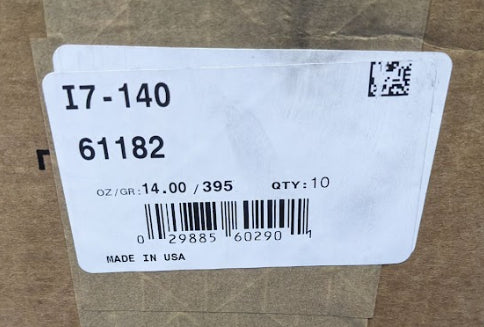 I7-140
61182
OZ/GR:14.00 / 395 QTY:10
0 29885 60290 1
MADE IN USA